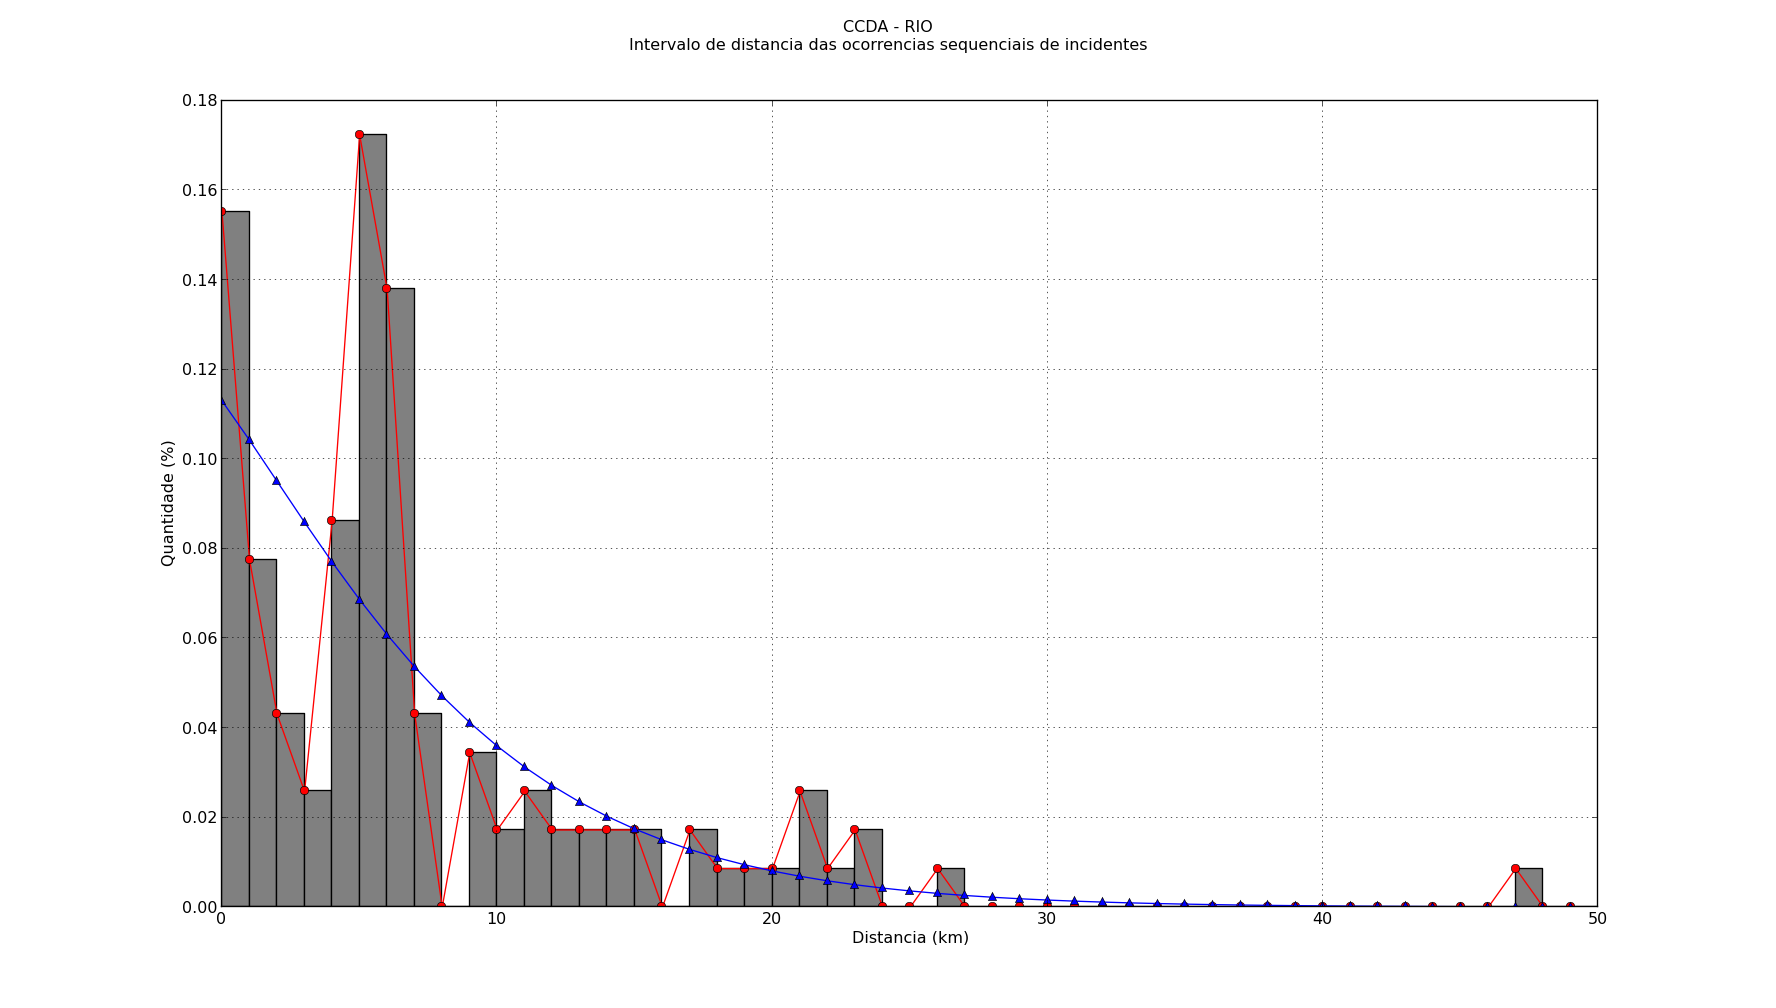 CCDA - RIO
Intervalo de distancia das ocorrencias sequenciais de incidentes
0.18
0.16
0.14
0.12
0.10
0.08
0.06
0.04
0.02
0.00
Quantidade (%)
0 10 20 30 40 50
Distancia (km)